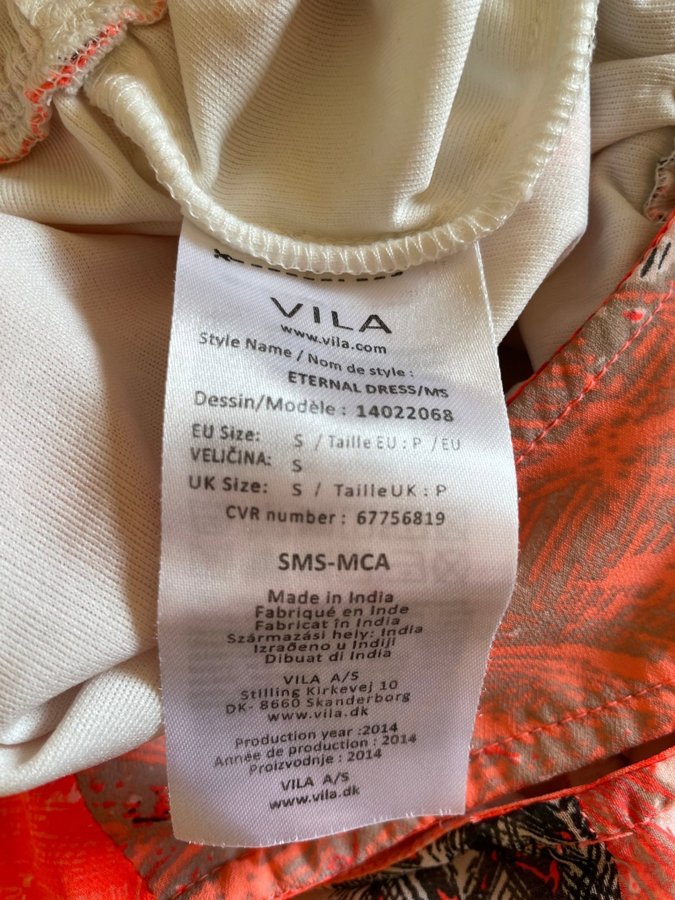 VILA
www.vila.com
Style Name / Nom de style :
ETERNAL DRESS/MS
Dessin/Modèle : 14022068
EU Size: S / Taille EU : P / EU
VELIČINA: S
UK Size: S / Taille UK : P
CVR number : 67756819
SMS-MCA
Made in India
Fabriqué en Inde
Fabricat în India
Származási hely: India
Izrađeno u Indiji
Dibuat di India
VILA A/S
Stilling Kirkevej 10
DK- 8660 Skanderborg
www.vila.dk
Production year :2014
Année de production : 2014
Proizvodnje : 2014
VILA A/S
www.vila.dk